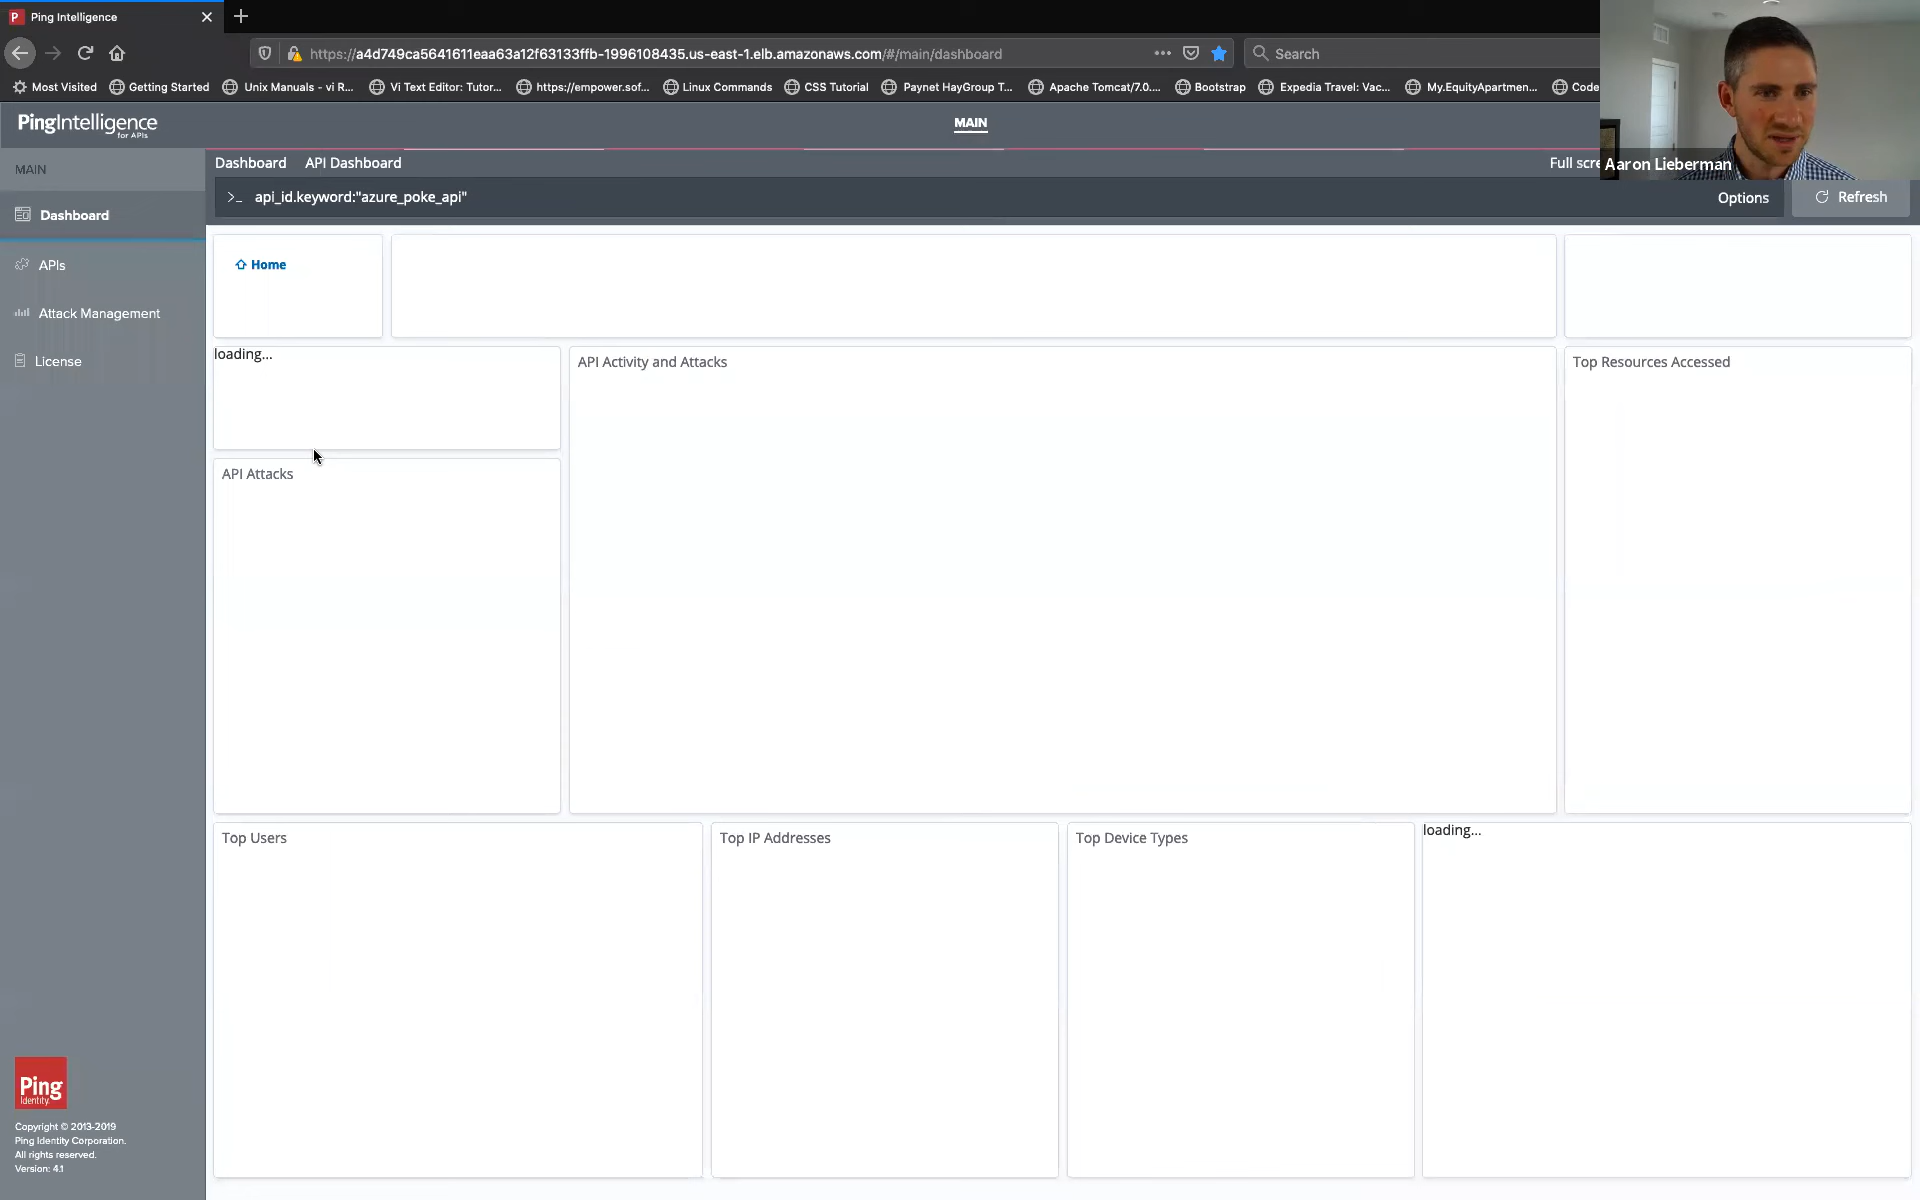 Ping Intelligence
https://a4d749ca5641611eaa63a12f63133ffb-1996108435.us-east-1.elb.amazonaws.com/#/main/dashboard
Search
Most Visited
Getting Started
Unix Manuals - vi R...
Vi Text Editor: Tutor...
https://empower.sof...
Linux Commands
CSS Tutorial
Paynet HayGroup T...
Apache Tomcat/7.0....
Bootstrap
Expedia Travel: Vac...
My.EquityApartmen...
Code
PingIntelligence
for APIs
MAIN
Aaron Lieberman
MAIN
Dashboard
APIs
Attack Management
License
Dashboard
API Dashboard
Full scre
>_ api_id.keyword:"azure_poke_api"
Options
Refresh
Home
loading...
API Activity and Attacks
Top Resources Accessed
API Attacks
Top Users
Top IP Addresses
Top Device Types
loading...
Ping
Identity.
Copyright © 2013-2019
Ping Identity Corporation.
All rights reserved.
Version: 4.1